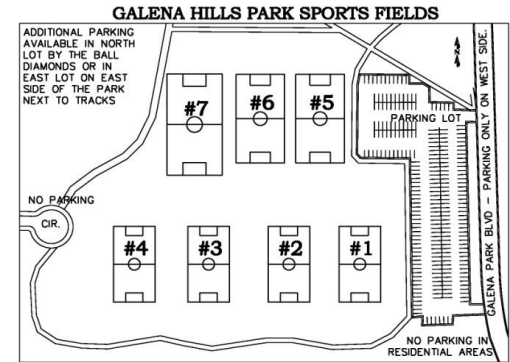 GALENA HILLS PARK SPORTS FIELDS
ADDITIONAL PARKING
AVAILABLE IN NORTH
LOT BY THE BALL
DIAMONDS OR IN
EAST LOT ON EAST
SIDE OF THE PARK
NEXT TO TRACKS
#7
#6
#5
PARKING LOT
GALENA PARK BLVD - PARKING ONLY ON WEST SIDE.
NO PARKING
CIR.
#4
#3
#2
#1
NO PARKING IN
RESIDENTIAL AREAS